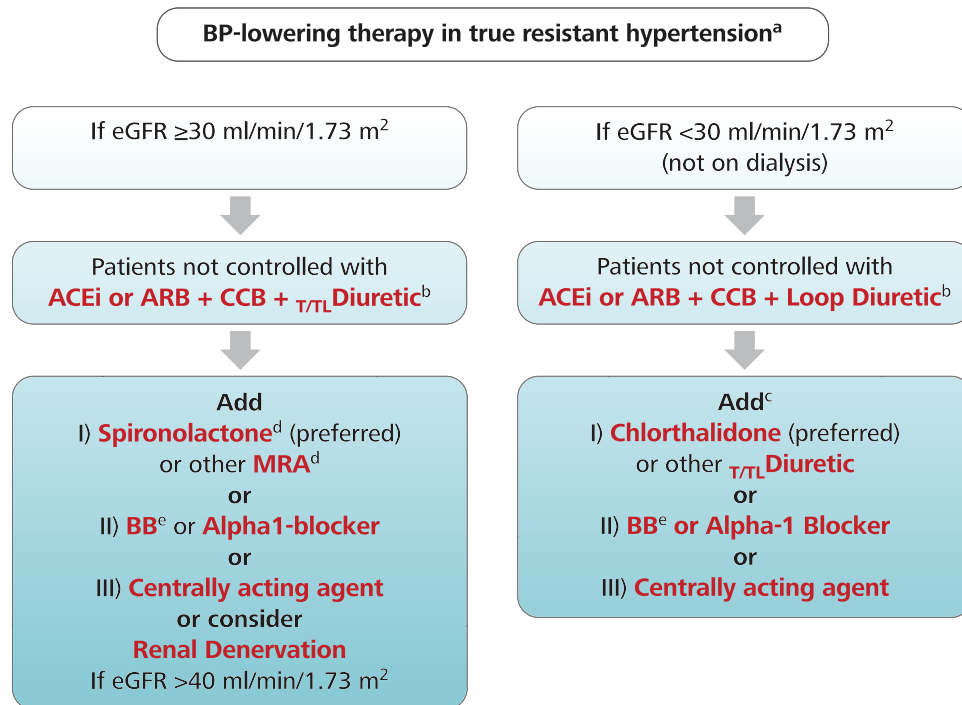 BP-lowering therapy in true resistant hypertensionᵃ
If eGFR ≥30 ml/min/1.73 m²
Patients not controlled with
ACEi or ARB + CCB + T/TLDiureticᵇ
Add
I) Spironolactoneᵈ (preferred)
or other MRAᵈ
or
II) BBᵉ or Alpha1-blocker
or
III) Centrally acting agent
or consider
Renal Denervation
If eGFR >40 ml/min/1.73 m²
If eGFR <30 ml/min/1.73 m²
(not on dialysis)
Patients not controlled with
ACEi or ARB + CCB + Loop Diureticᵇ
Addᶜ
I) Chlorthalidone (preferred)
or other T/TLDiuretic
or
II) BBᵉ or Alpha-1 Blocker
or
III) Centrally acting agent